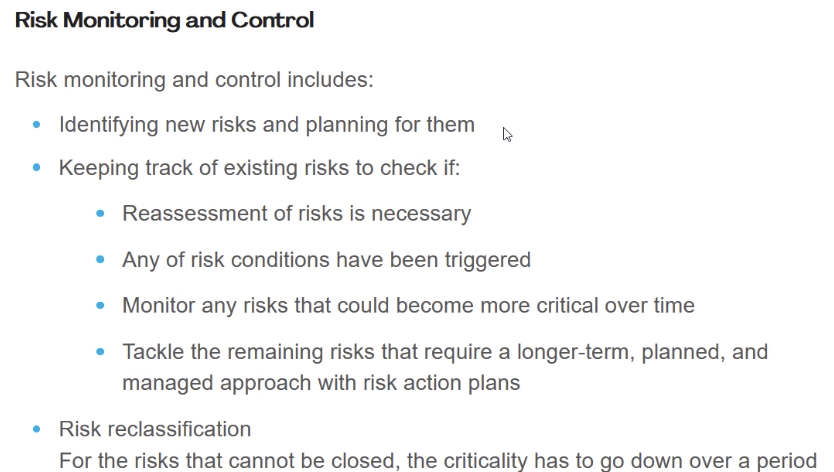 Risk Monitoring and Control
Risk monitoring and control includes:
Identifying new risks and planning for them
Keeping track of existing risks to check if:
Reassessment of risks is necessary
Any of risk conditions have been triggered
Monitor any risks that could become more critical over time
Tackle the remaining risks that require a longer-term, planned, and
managed approach with risk action plans
Risk reclassification
For the risks that cannot be closed, the criticality has to go down over a period